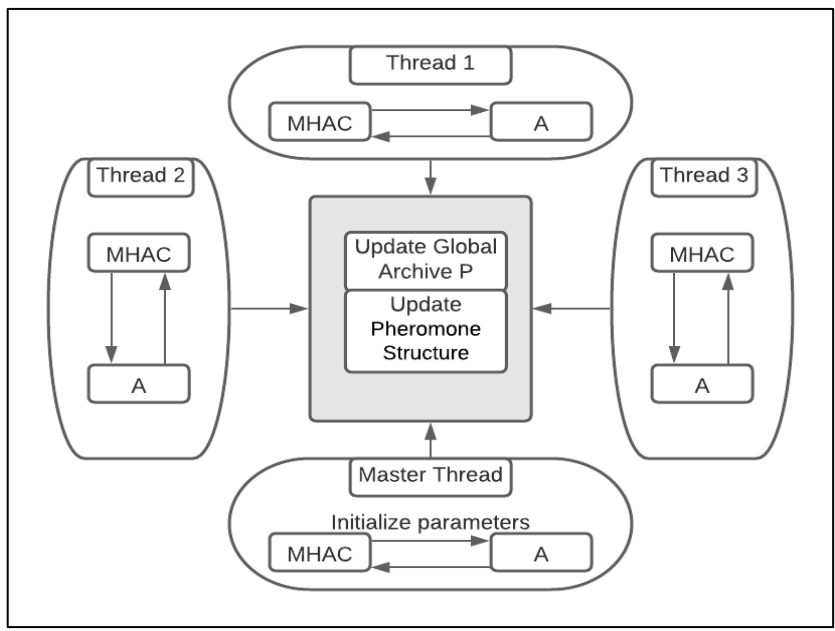 Thread 1
MHAC
A
Thread 2
MHAC
A
Update Global
Archive P
Update
Pheromone
Structure
Thread 3
MHAC
A
Master Thread
Initialize parameters
MHAC
A